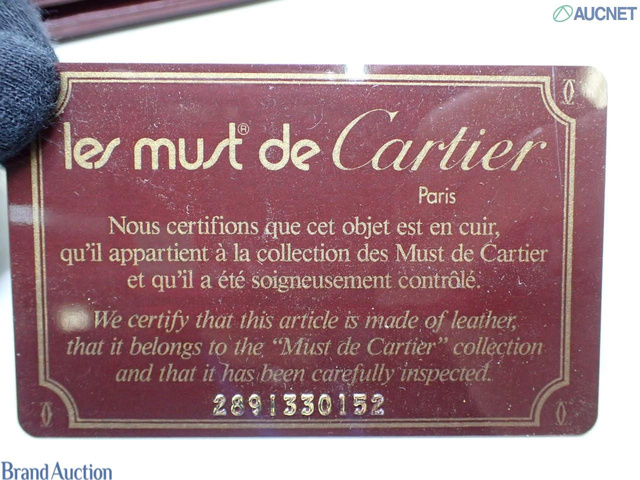 AUCNET
les must® de Cartier
Paris
Nous certifions que cet objet est en cuir,
qu'il appartient à la collection des Must de Cartier
et qu'il a été soigneusement contrôlé.
We certify that this article is made of leather,
that it belongs to the “Must de Cartier” collection
and that it has been carefully inspected.
2891330152
Brand Auction